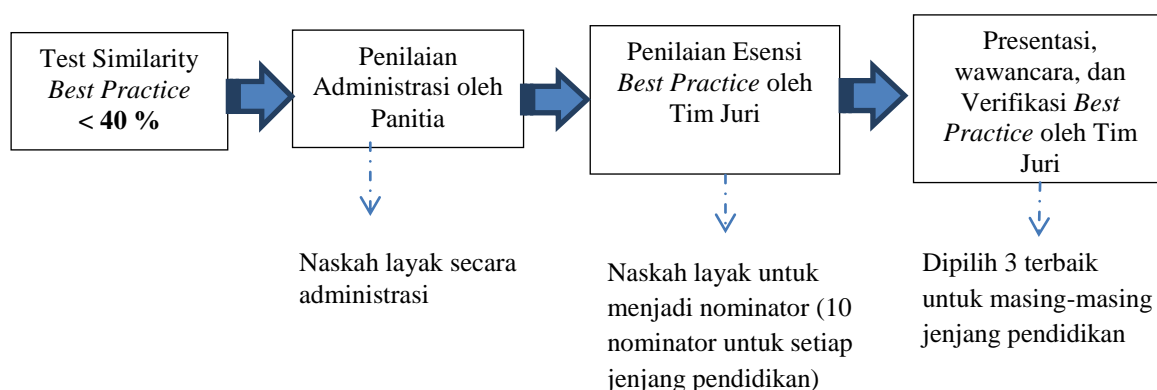 Test Similarity
Best Practice
< 40 %
Penilaian
Administrasi oleh
Panitia
Penilaian Esensi
Best Practice oleh
Tim Juri
Presentasi,
wawancara, dan
Verifikasi Best
Practice oleh Tim
Juri
Naskah layak secara
administrasi
Naskah layak untuk
menjadi nominator (10
nominator untuk setiap
jenjang pendidikan)
Dipilih 3 terbaik
untuk masing-masing
jenjang pendidikan